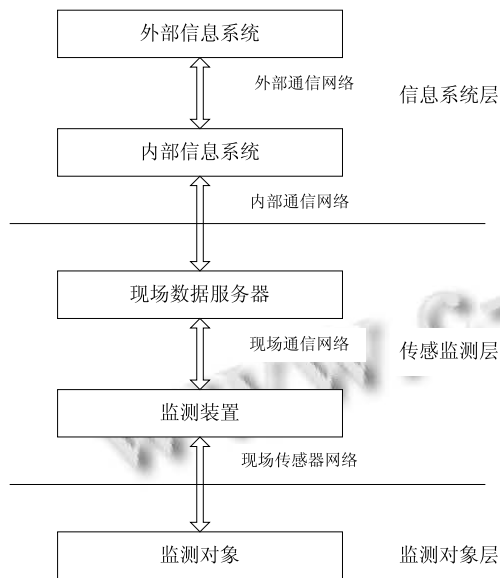 外部信息系统
外部通信网络
信息系统层
内部信息系统
内部通信网络
现场数据服务器
现场通信网络
传感监测层
监测装置
现场传感器网络
监测对象
监测对象层